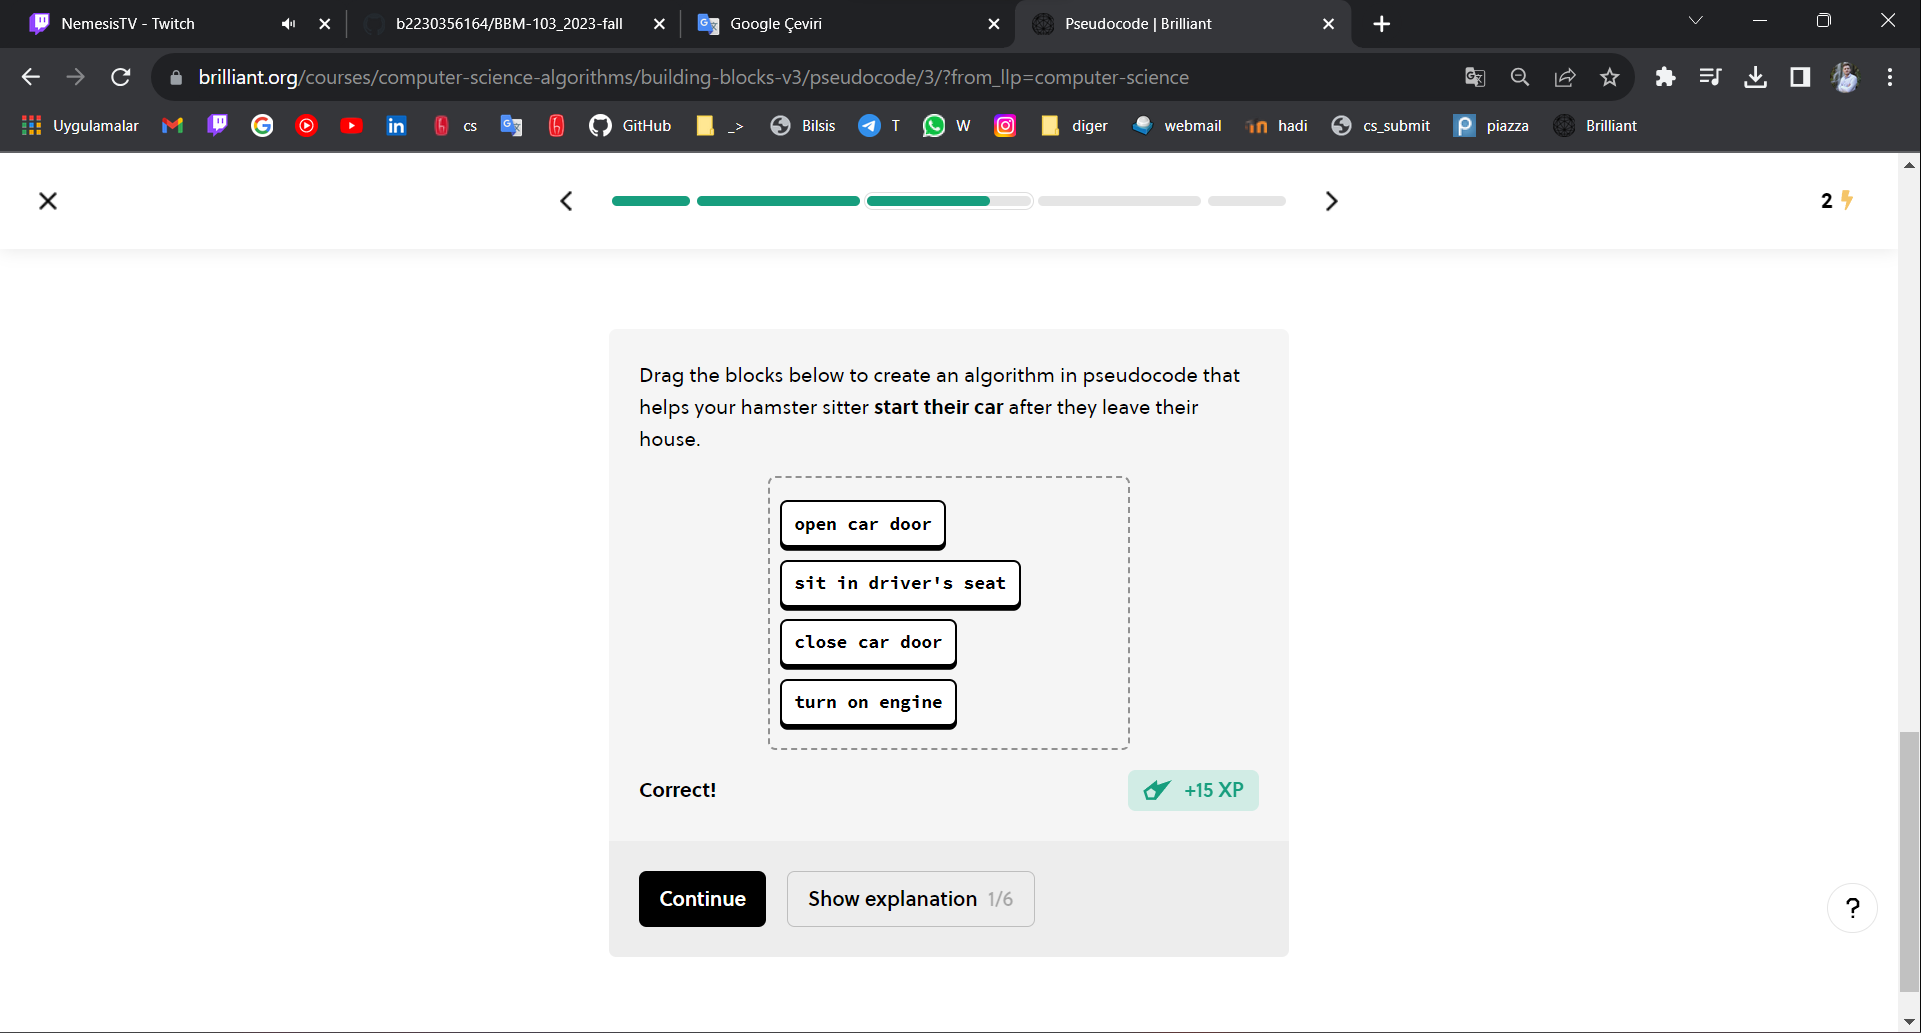 NemesisTV - Twitch
b2230356164/BBM-103_2023-fall
Google Çeviri
Pseudocode | Brilliant
brilliant.org/courses/computer-science-algorithms/building-blocks-v3/pseudocode/3/?from_llp=computer-science
Uygulamalar
cs
GitHub
_>
Bilsis
T
W
diger
webmail
hadi
cs_submit
piazza
Brilliant
2
Drag the blocks below to create an algorithm in pseudocode that
helps your hamster sitter start their car after they leave their
house.
open car door
sit in driver's seat
close car door
turn on engine
Correct!
+15 XP
Continue
Show explanation 1/6
?